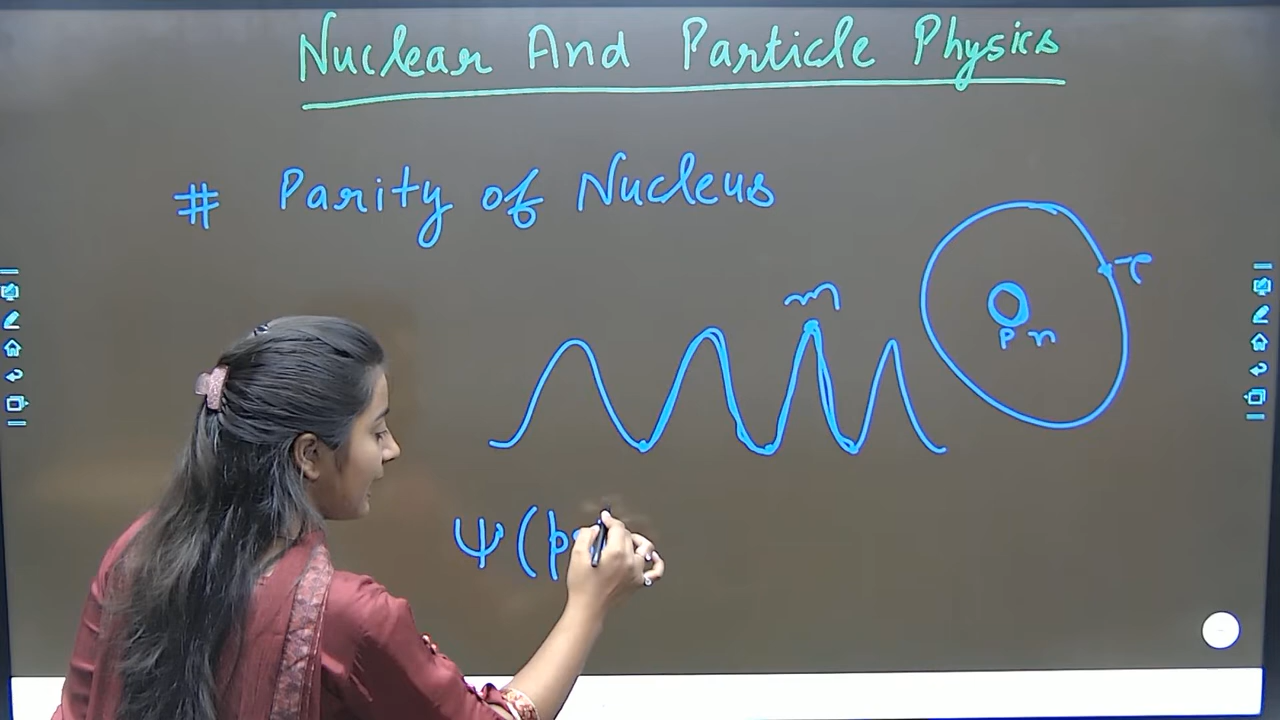 Nuclear And Particle Physics
# Parity of Nucleus
m
P n
ψ (p